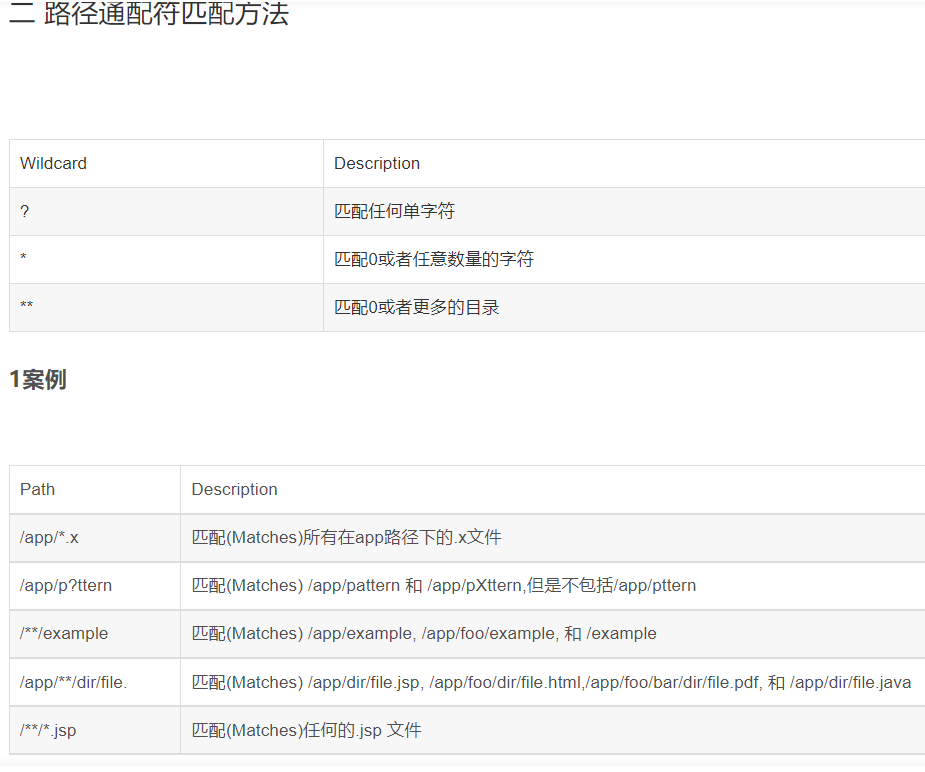 二 路径通配符匹配方法
Wildcard Description
? 匹配任何单字符
* 匹配0或者任意数量的字符
** 匹配0或者更多的目录
1案例
Path Description
/app/*.x 匹配(Matches)所有在app路径下的.x文件
/app/p?ttern 匹配(Matches) /app/pattern 和 /app/pXttern,但是不包括/app/pttern
/**/example 匹配(Matches) /app/example, /app/foo/example, 和 /example
/app/**/dir/file. 匹配(Matches) /app/dir/file.jsp, /app/foo/dir/file.html,/app/foo/bar/dir/file.pdf, 和 /app/dir/file.java
/**/*.jsp 匹配(Matches)任何的.jsp 文件